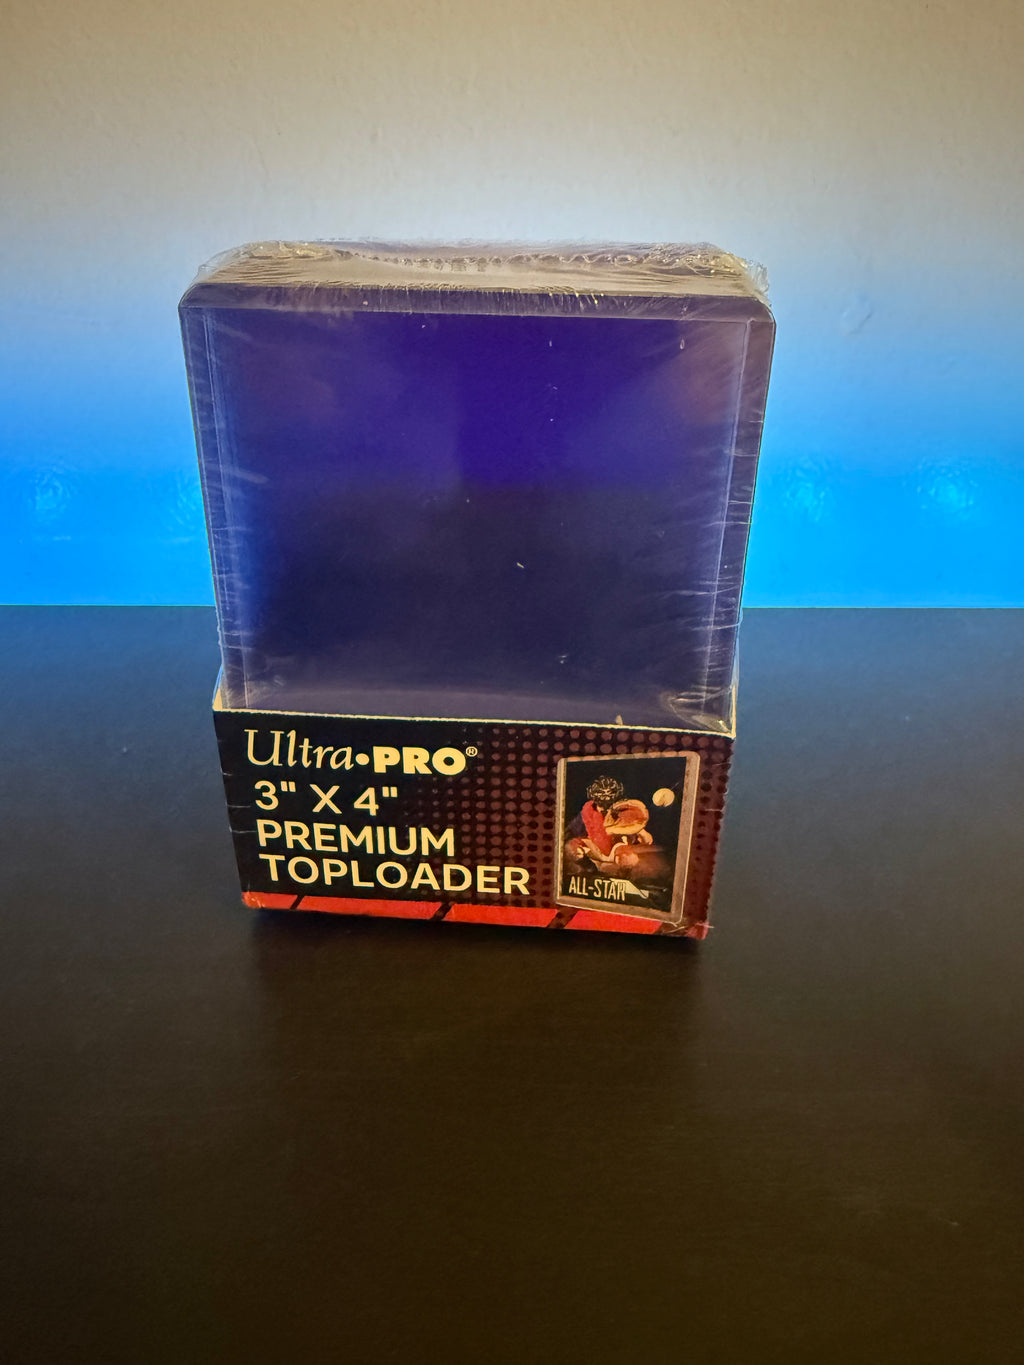 Ultra•PRO®
3" X 4"
PREMIUM
TOPLOADER
ALL-STAR